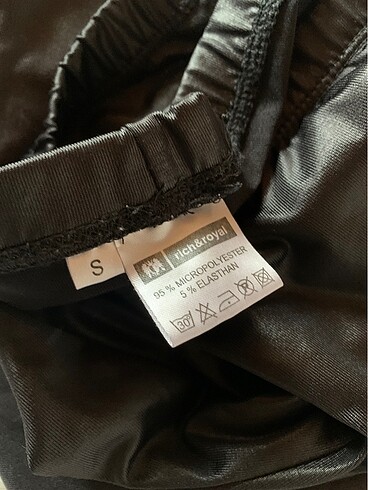 S
rich&royal
95 % MICROPOLYESTER
5 % ELASTHAN
30°